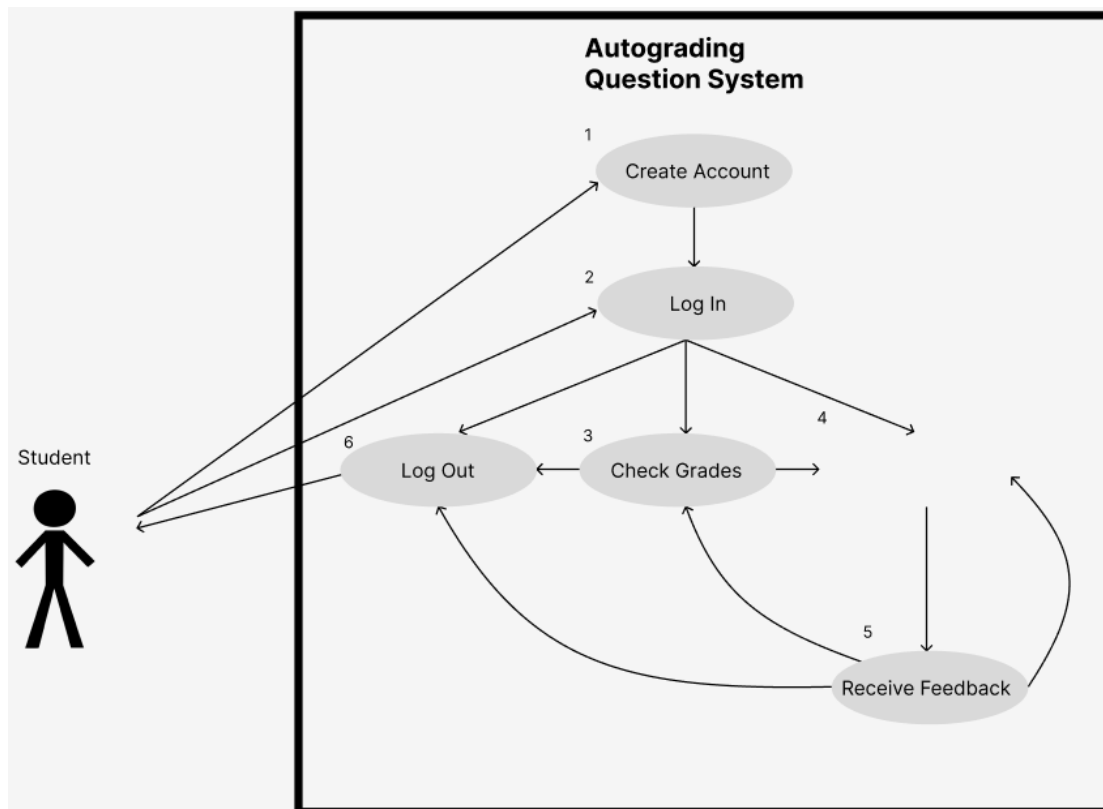 Autograding
Question System
1
Create Account
2
Log In
4
6
3
Student
Log Out
Check Grades
5
Receive Feedback